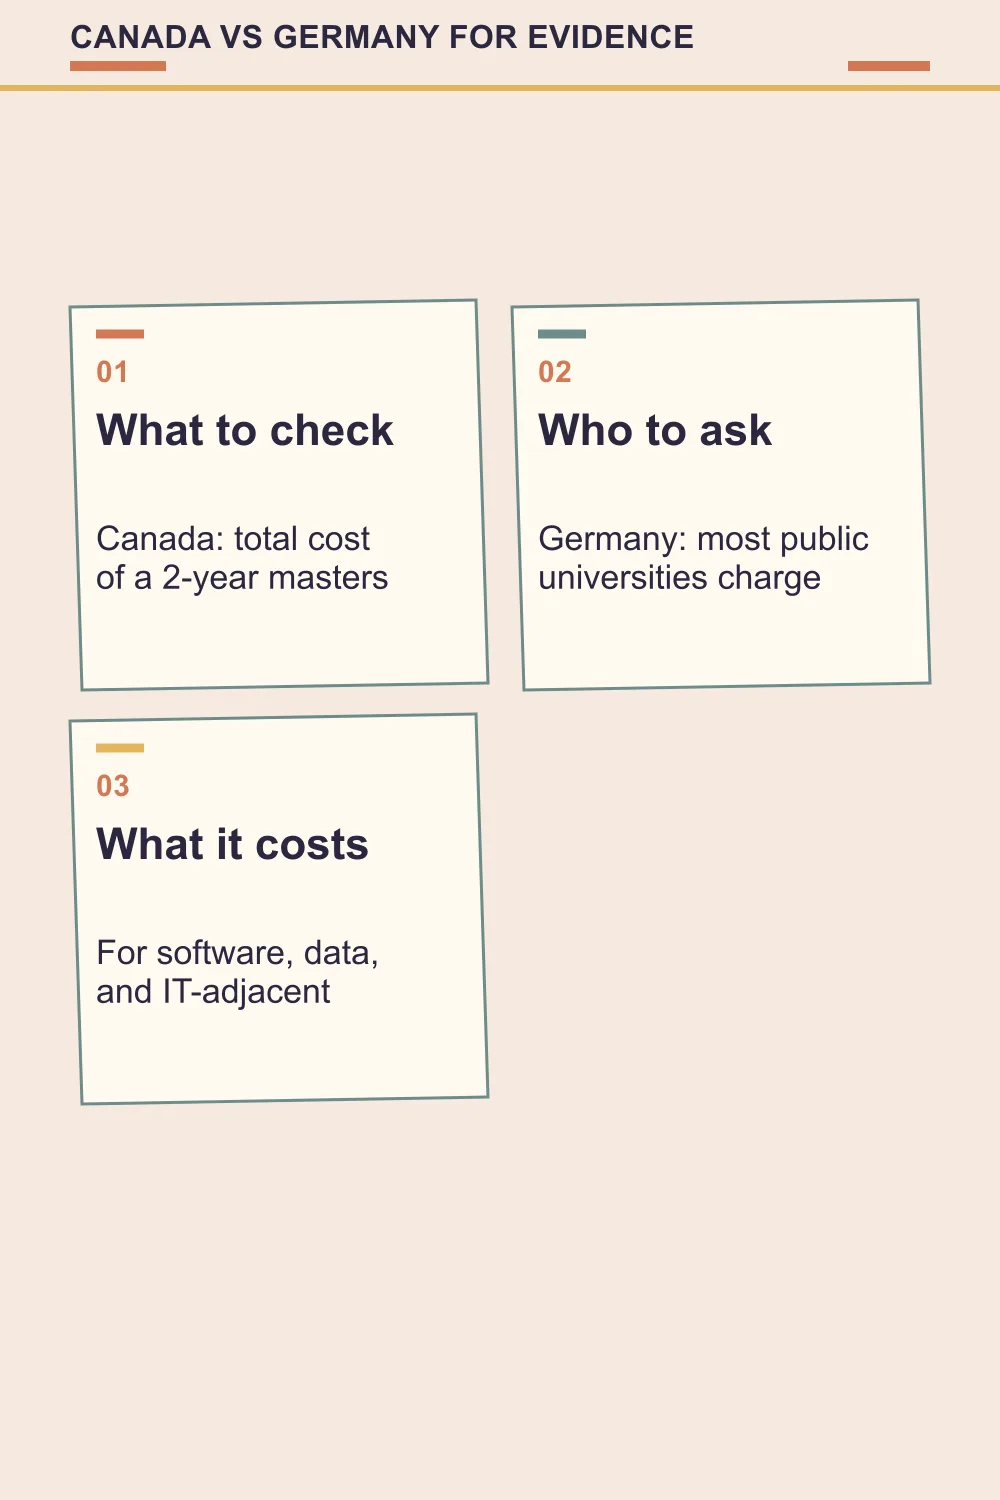 CANADA VS GERMANY FOR EVIDENCE
01
What to check
Canada: total cost
of a 2-year masters
02
Who to ask
Germany: most public
universities charge
03
What it costs
For software, data,
and IT-adjacent